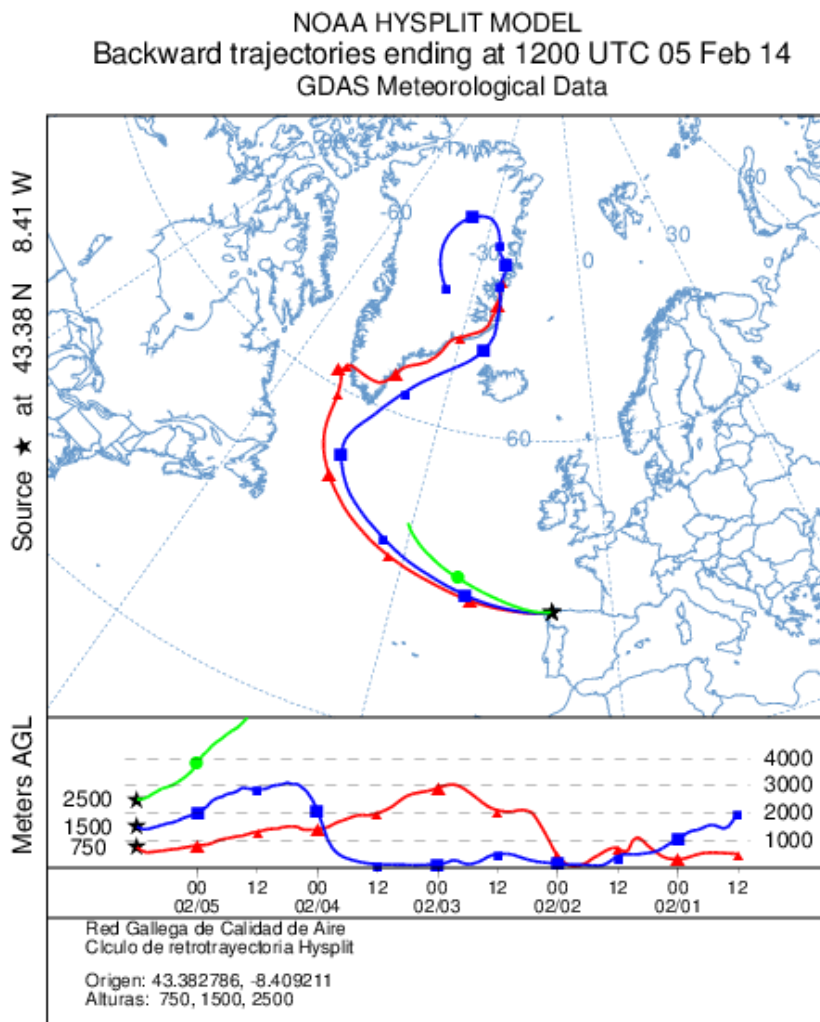 NOAA HYSPLIT MODEL
Backward trajectories ending at 1200 UTC 05 Feb 14
GDAS Meteorological Data
Source ★ at 43.38 N 8.41 W
-60
-30
0
30
60
60
Meters AGL
2500
1500
750
4000
3000
2000
1000
00 12 00 12 00 12 00 12 00 12
02/05 02/04 02/03 02/02 02/01
Red Gallega de Calidad de Aire
Clculo de retrotrayectoria Hysplit
Origen: 43.382786, -8.409211
Alturas: 750, 1500, 2500